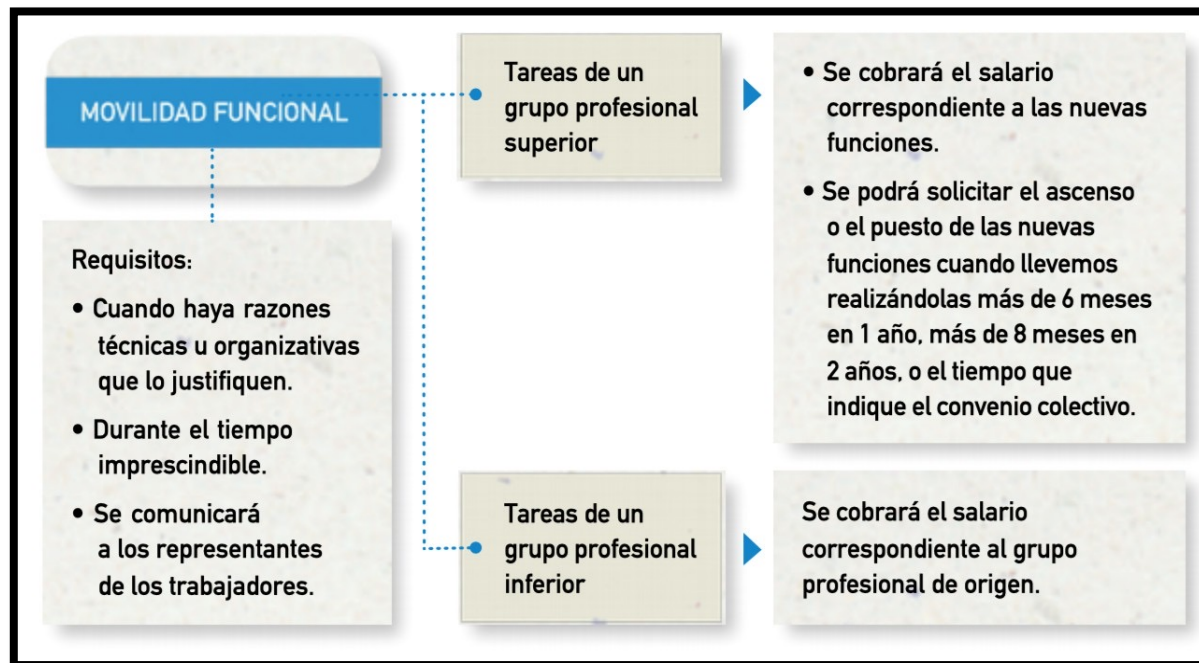 MOVILIDAD FUNCIONAL
Requisitos:
• Cuando haya razones
técnicas u organizativas
que lo justifiquen.
• Durante el tiempo
imprescindible.
• Se comunicará
a los representantes
de los trabajadores.
Tareas de un
grupo profesional
superior
• Se cobrará el salario
correspondiente a las nuevas
funciones.
• Se podrá solicitar el ascenso
o el puesto de las nuevas
funciones cuando llevemos
realizándolas más de 6 meses
en 1 año, más de 8 meses en
2 años, o el tiempo que
indique el convenio colectivo.
Tareas de un
grupo profesional
inferior
Se cobrará el salario
correspondiente al grupo
profesional de origen.